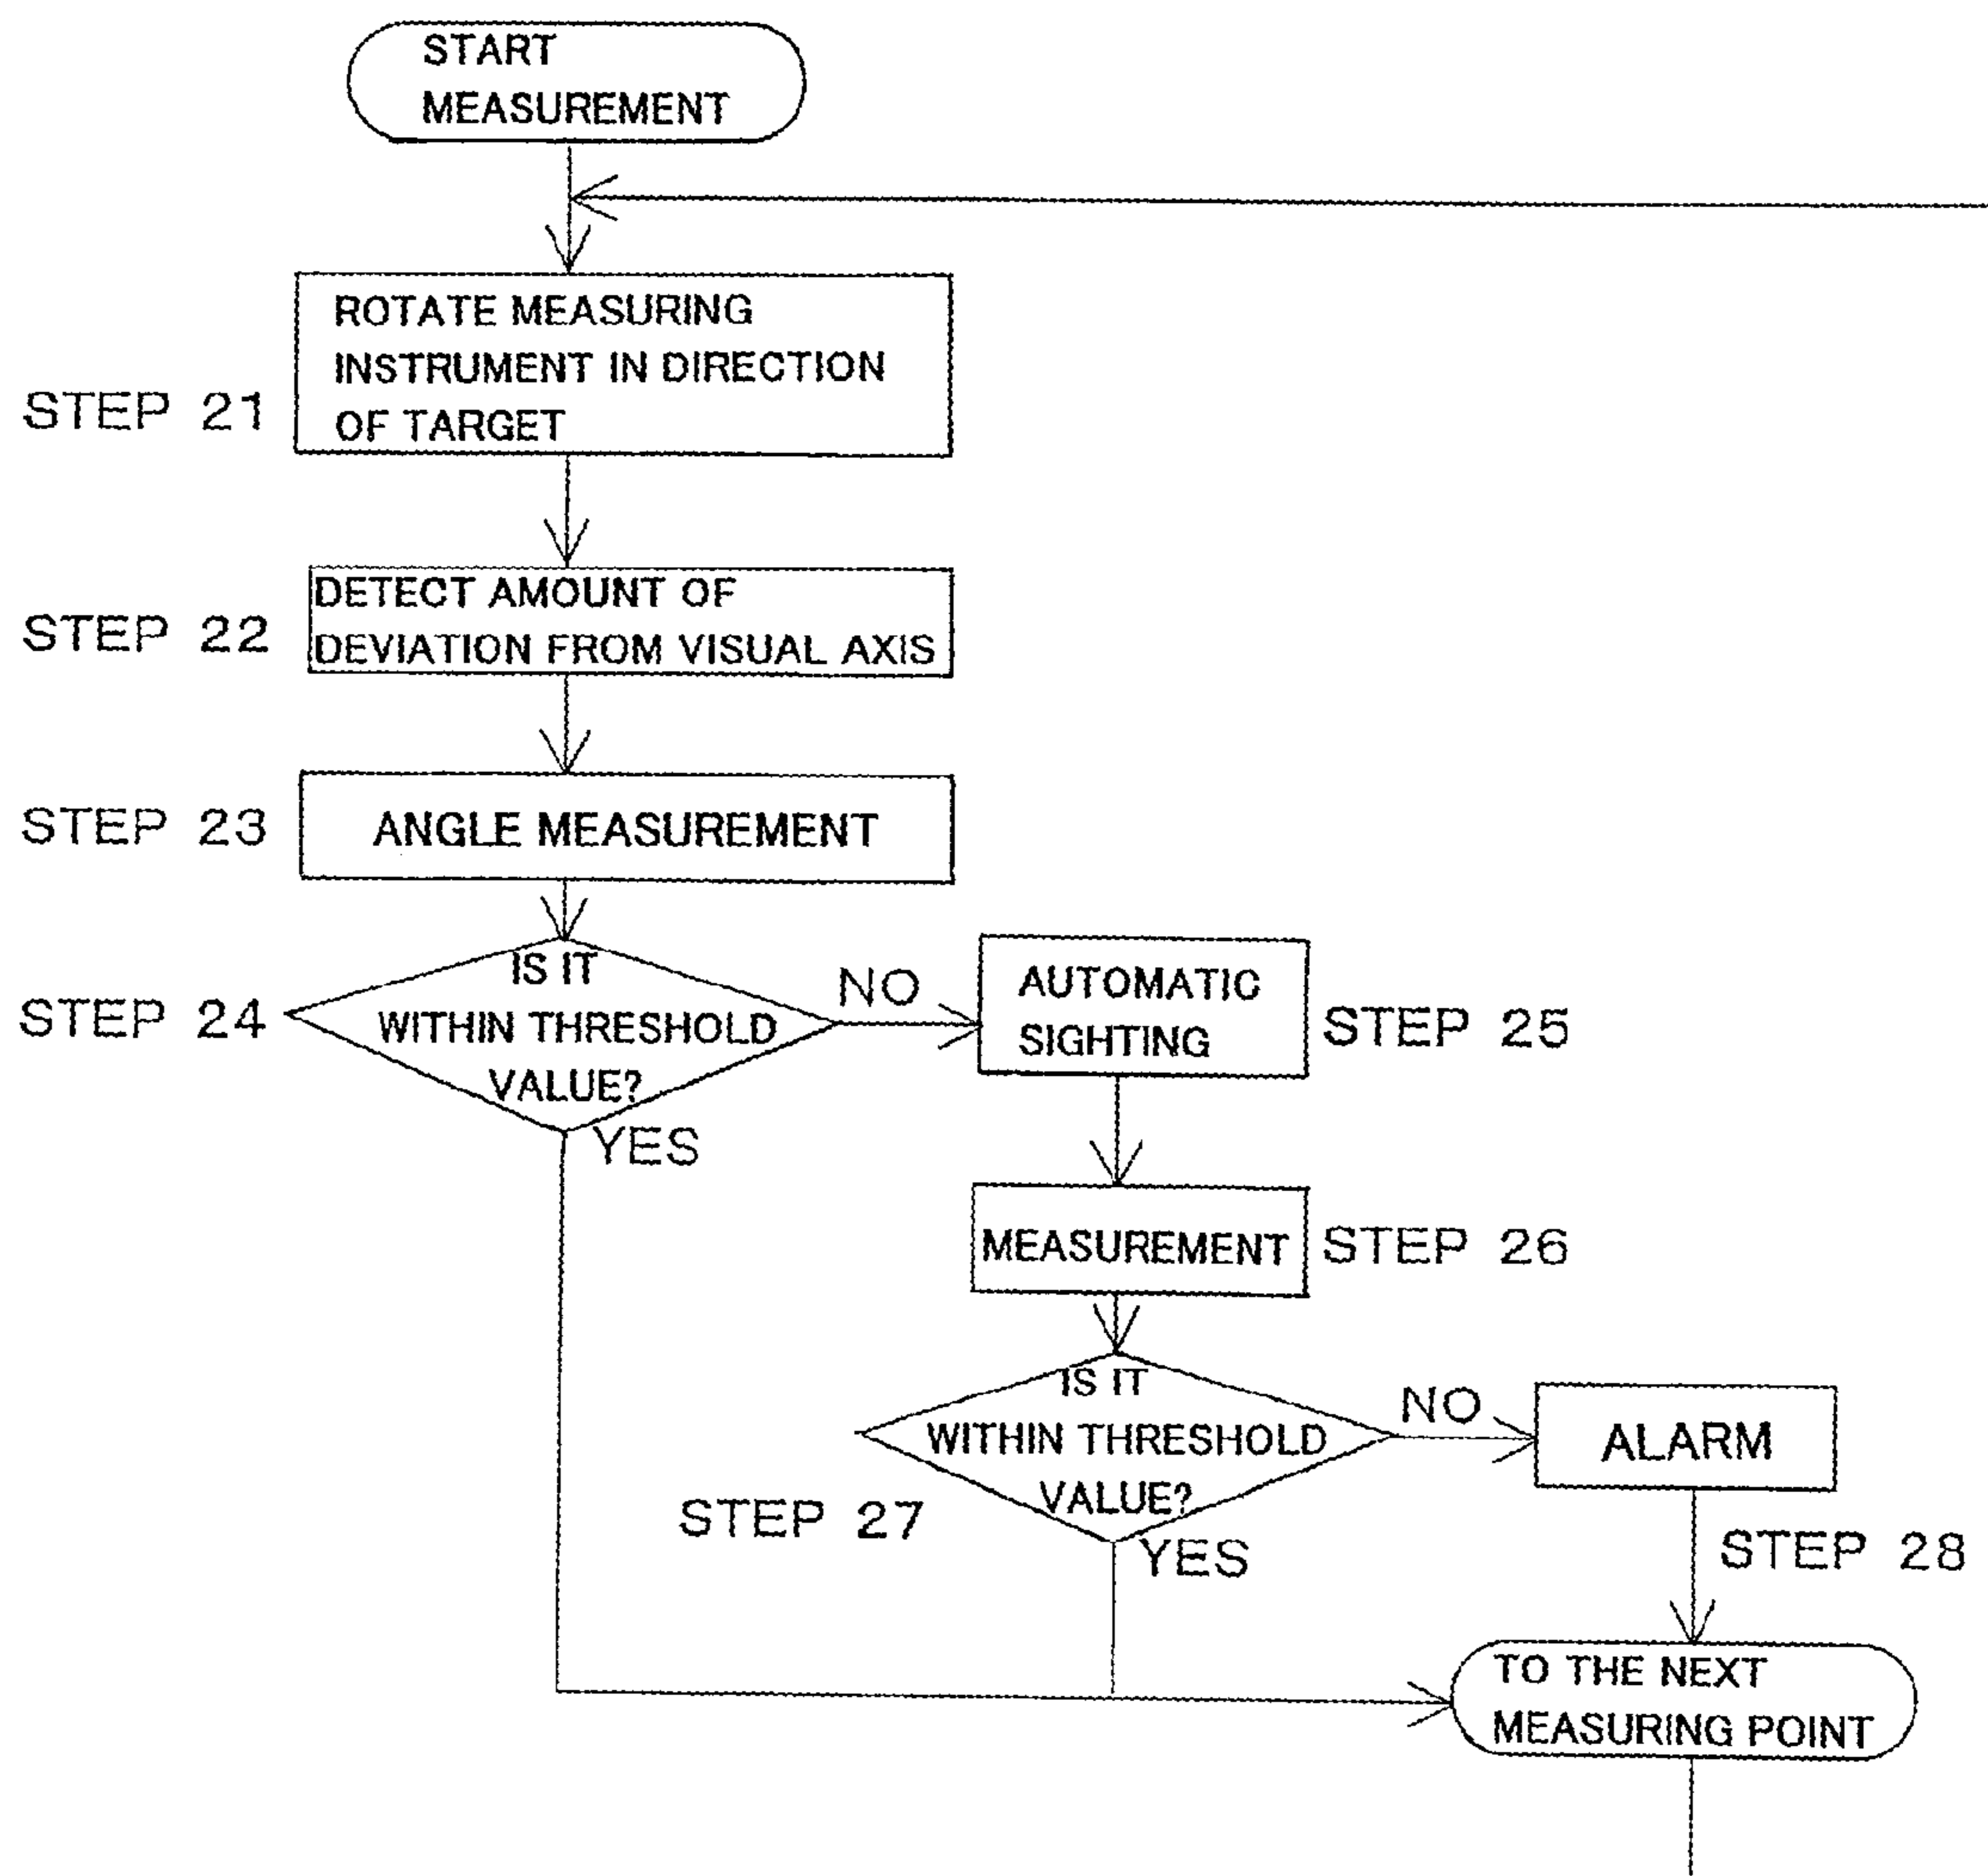 START
MEASUREMENT
ROTATE MEASURING
INSTRUMENT IN DIRECTION
OF TARGET
STEP 21
DETECT AMOUNT OF
DEVIATION FROM VISUAL AXIS
STEP 22
STEP 23
ANGLE MEASUREMENT
IS IT
WITHIN THRESHOLD
VALUE?
STEP 24
NO
YES
AUTOMATIC
SIGHTING
STEP 25
MEASUREMENT
STEP 26
IS IT
WITHIN THRESHOLD
VALUE?
STEP 27
NO
YES
ALARM
STEP 28
TO THE NEXT
MEASURING POINT